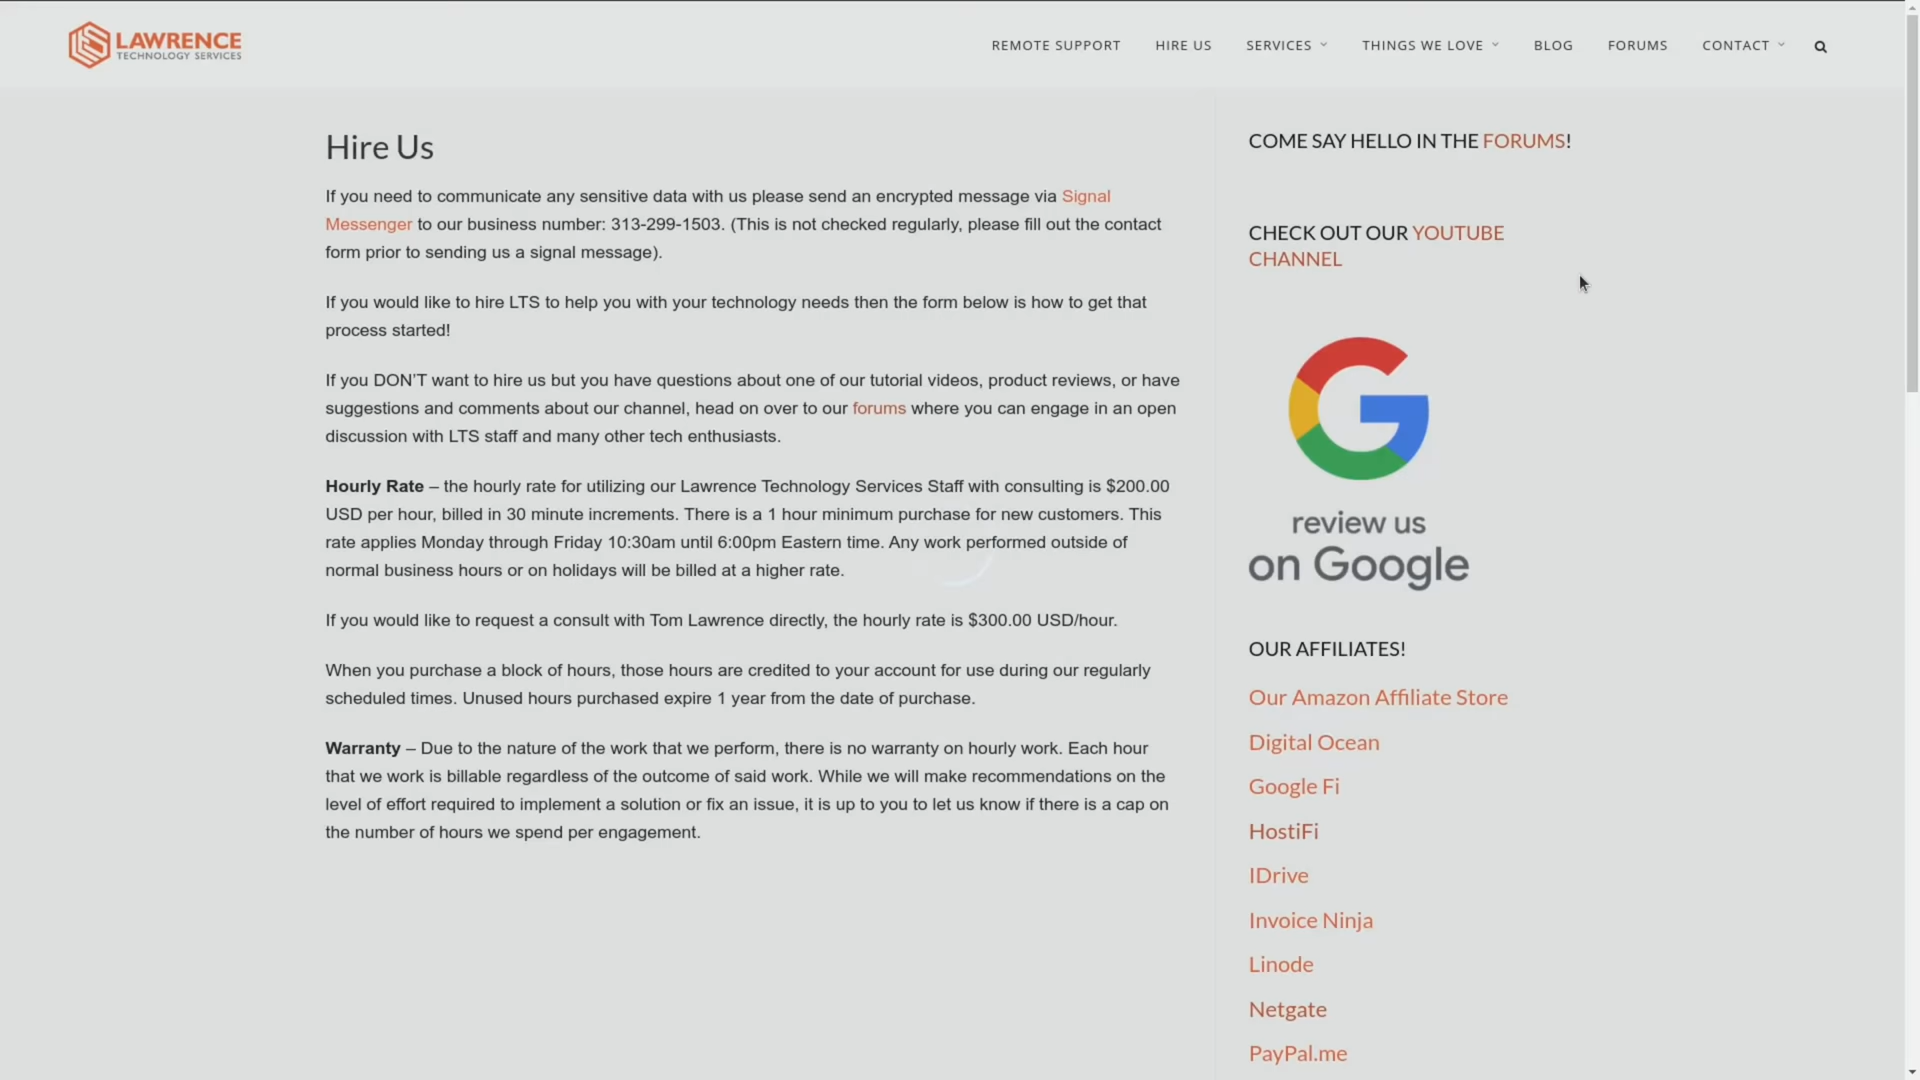 LAWRENCE
TECHNOLOGY SERVICES
REMOTE SUPPORT
HIRE US
SERVICES
THINGS WE LOVE
BLOG
FORUMS
CONTACT
Hire Us
If you need to communicate any sensitive data with us please send an encrypted message via Signal
Messenger to our business number: 313-299-1503. (This is not checked regularly, please fill out the contact
form prior to sending us a signal message).
If you would like to hire LTS to help you with your technology needs then the form below is how to get that
process started!
If you DON’T want to hire us but you have questions about one of our tutorial videos, product reviews, or have
suggestions and comments about our channel, head on over to our forums where you can engage in an open
discussion with LTS staff and many other tech enthusiasts.
Hourly Rate – the hourly rate for utilizing our Lawrence Technology Services Staff with consulting is $200.00
USD per hour, billed in 30 minute increments. There is a 1 hour minimum purchase for new customers. This
rate applies Monday through Friday 10:30am until 6:00pm Eastern time. Any work performed outside of
normal business hours or on holidays will be billed at a higher rate.
If you would like to request a consult with Tom Lawrence directly, the hourly rate is $300.00 USD/hour.
When you purchase a block of hours, those hours are credited to your account for use during our regularly
scheduled times. Unused hours purchased expire 1 year from the date of purchase.
Warranty – Due to the nature of the work that we perform, there is no warranty on hourly work. Each hour
that we work is billable regardless of the outcome of said work. While we will make recommendations on the
level of effort required to implement a solution or fix an issue, it is up to you to let us know if there is a cap on
the number of hours we spend per engagement.
COME SAY HELLO IN THE FORUMS!
CHECK OUT OUR YOUTUBE
CHANNEL
review us
on Google
OUR AFFILIATES!
Our Amazon Affiliate Store
Digital Ocean
Google Fi
HostiFi
IDrive
Invoice Ninja
Linode
Netgate
PayPal.me